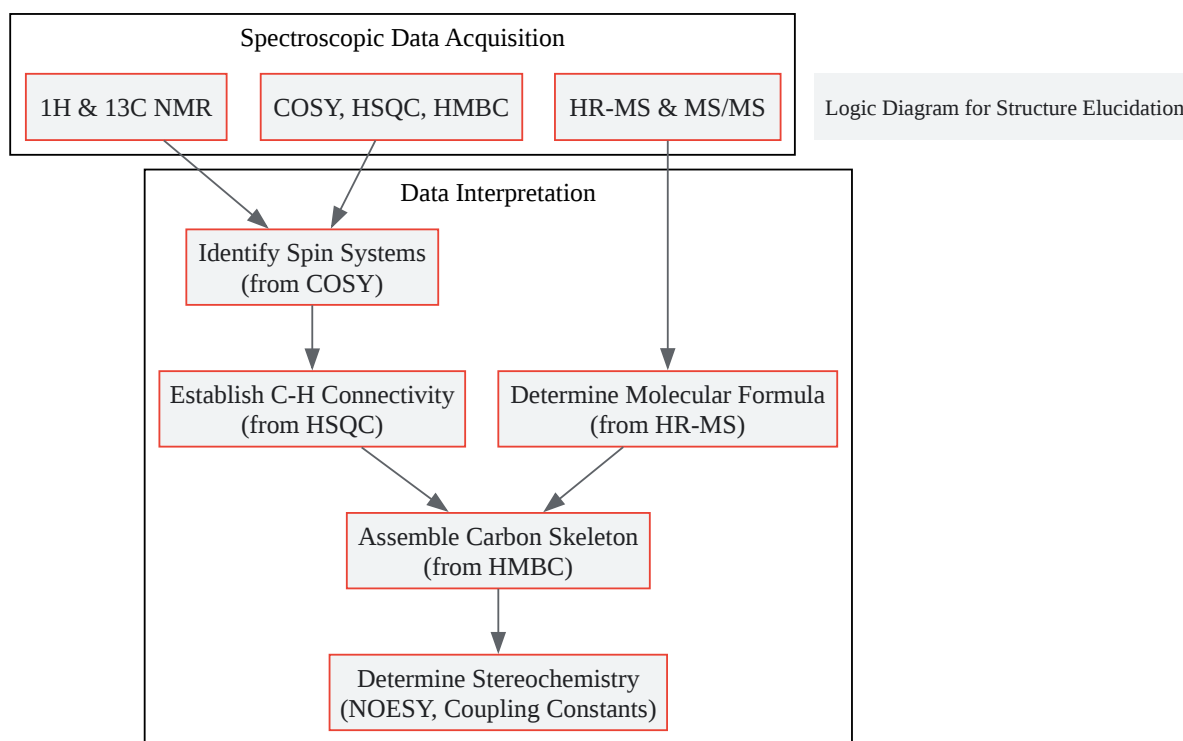 Spectroscopic Data Acquisition
1H & 13C NMR
COSY, HSQC, HMBC
HR-MS & MS/MS
Logic Diagram for Structure Elucidation
Data Interpretation
Identify Spin Systems
(from COSY)
Establish C-H Connectivity
(from HSQC)
Determine Molecular Formula
(from HR-MS)
Assemble Carbon Skeleton
(from HMBC)
Determine Stereochemistry
(NOESY, Coupling Constants)